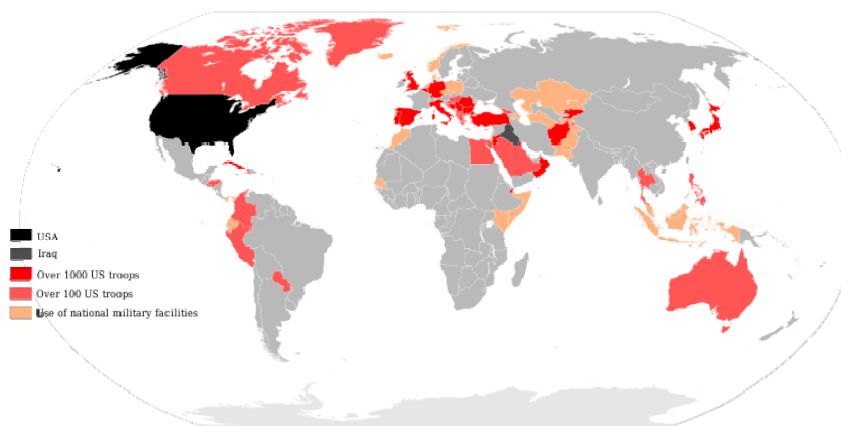 USA
Iraq
Over 1000 US troops
Over 100 US troops
Use of national military facilities